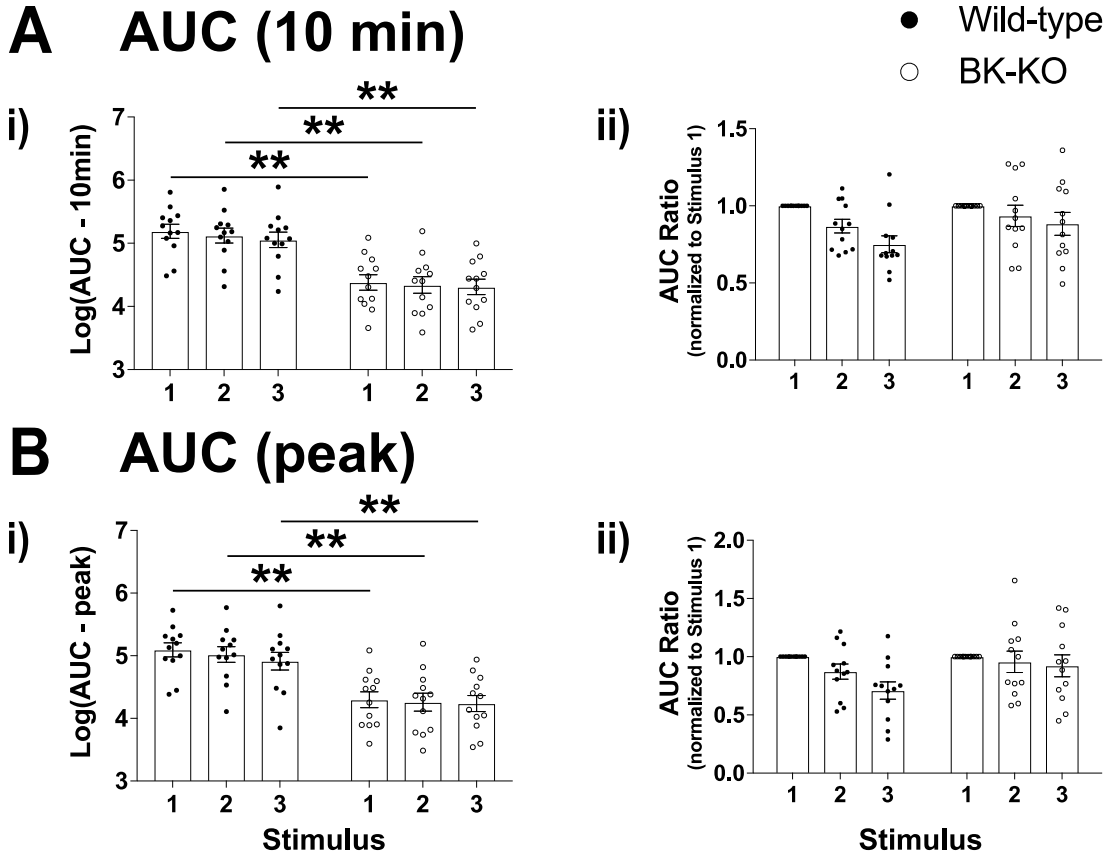 A AUC (10 min)
Wild-type
BK-KO
i)
Log(AUC - 10min)
7
6
5
4
3
**
**
**
1 2 3 1 2 3
ii)
AUC Ratio
(normalized to Stimulus 1)
1.5
1.0
0.5
0.0
1 2 3 1 2 3
B AUC (peak)
i)
Log(AUC - peak)
7
6
5
4
3
**
**
**
1 2 3 1 2 3
Stimulus
ii)
AUC Ratio
(normalized to Stimulus 1)
2.0
1.5
1.0
0.5
0.0
1 2 3 1 2 3
Stimulus